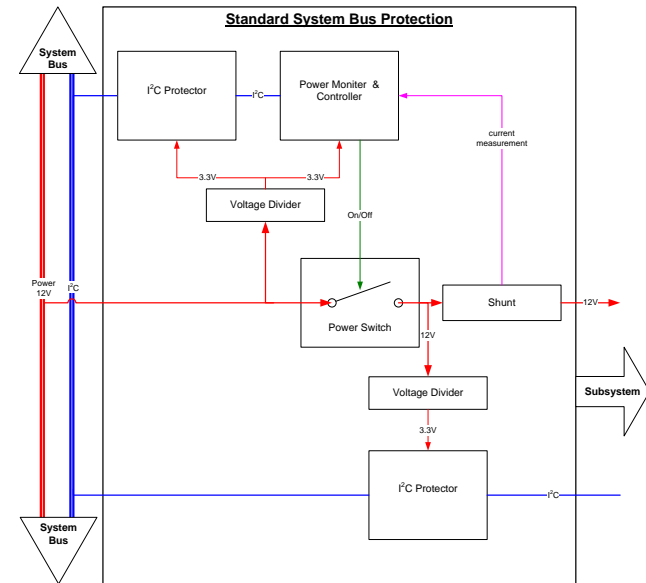 Standard System Bus Protection
System
Bus
I²C Protector
I²C
Power Moniter &
Controller
current
measurement
3.3V
3.3V
Voltage Divider
On/Off
Power
12V
I²C
Power Switch
Shunt
12V
12V
Voltage Divider
Subsystem
3.3V
I²C Protector
I²C
System
Bus